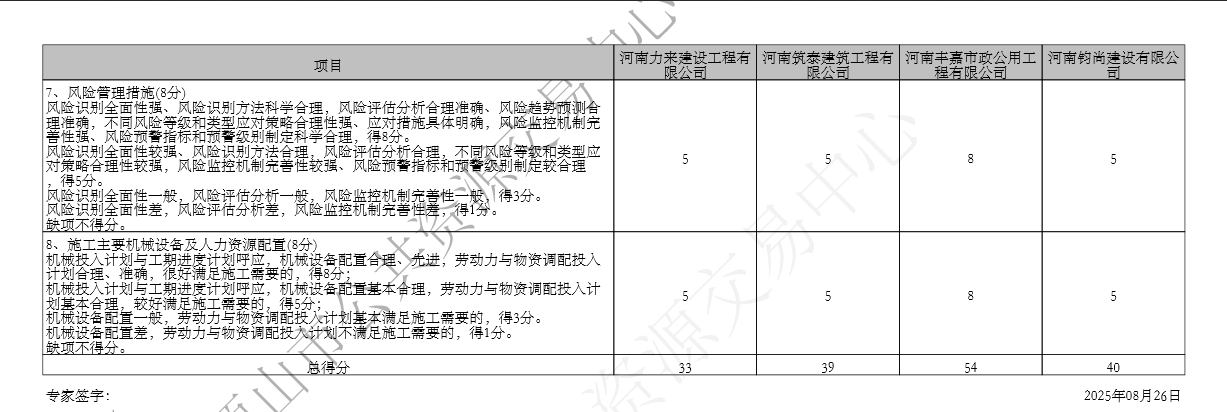 项目
河南力来建设工程有
限公司
河南筑泰建筑工程有
限公司
河南丰嘉市政公用工
程有限公司
河南钧尚建设有限公
司
7、风险管理措施(8分)
风险识别全面性强、风险识别方法科学合理，风险评估分析合理准确、风险趋势预测合
理准确，不同风险等级和类型应对策略合理性强、应对措施具体明确，风险监控机制完
善性强、风险预警指标和预警级别制定科学合理，得8分。
风险识别全面性较强、风险识别方法合理，风险评估分析合理，不同风险等级和类型应
对策略合理性较强，风险监控机制完善性较强、风险预警指标和预警级别制定较合理
，得5分。
风险识别全面性一般，风险评估分析一般，风险监控机制完善性一般，得3分。
风险识别全面性差，风险评估分析差，风险监控机制完善性差，得1分。
缺项不得分。
5
5
8
5
8、施工主要机械设备及人力资源配置(8分)
机械投入计划与工期进度计划呼应，机械设备配置合理、先进，劳动力与物资调配投入
计划合理、准确，很好满足施工需要的，得8分；
机械投入计划与工期进度计划呼应，机械设备配置基本合理，劳动力与物资调配投入计
划基本合理，较好满足施工需要的，得5分；
机械设备配置一般，劳动力与物资调配投入计划基本满足施工需要的，得3分。
机械设备配置差，劳动力与物资调配投入计划不满足施工需要的，得1分。
缺项不得分。
5
5
8
5
总得分
33
39
54
40
专家签字：
2025年08月26日
山市公共资源交易中心
资源交易中心